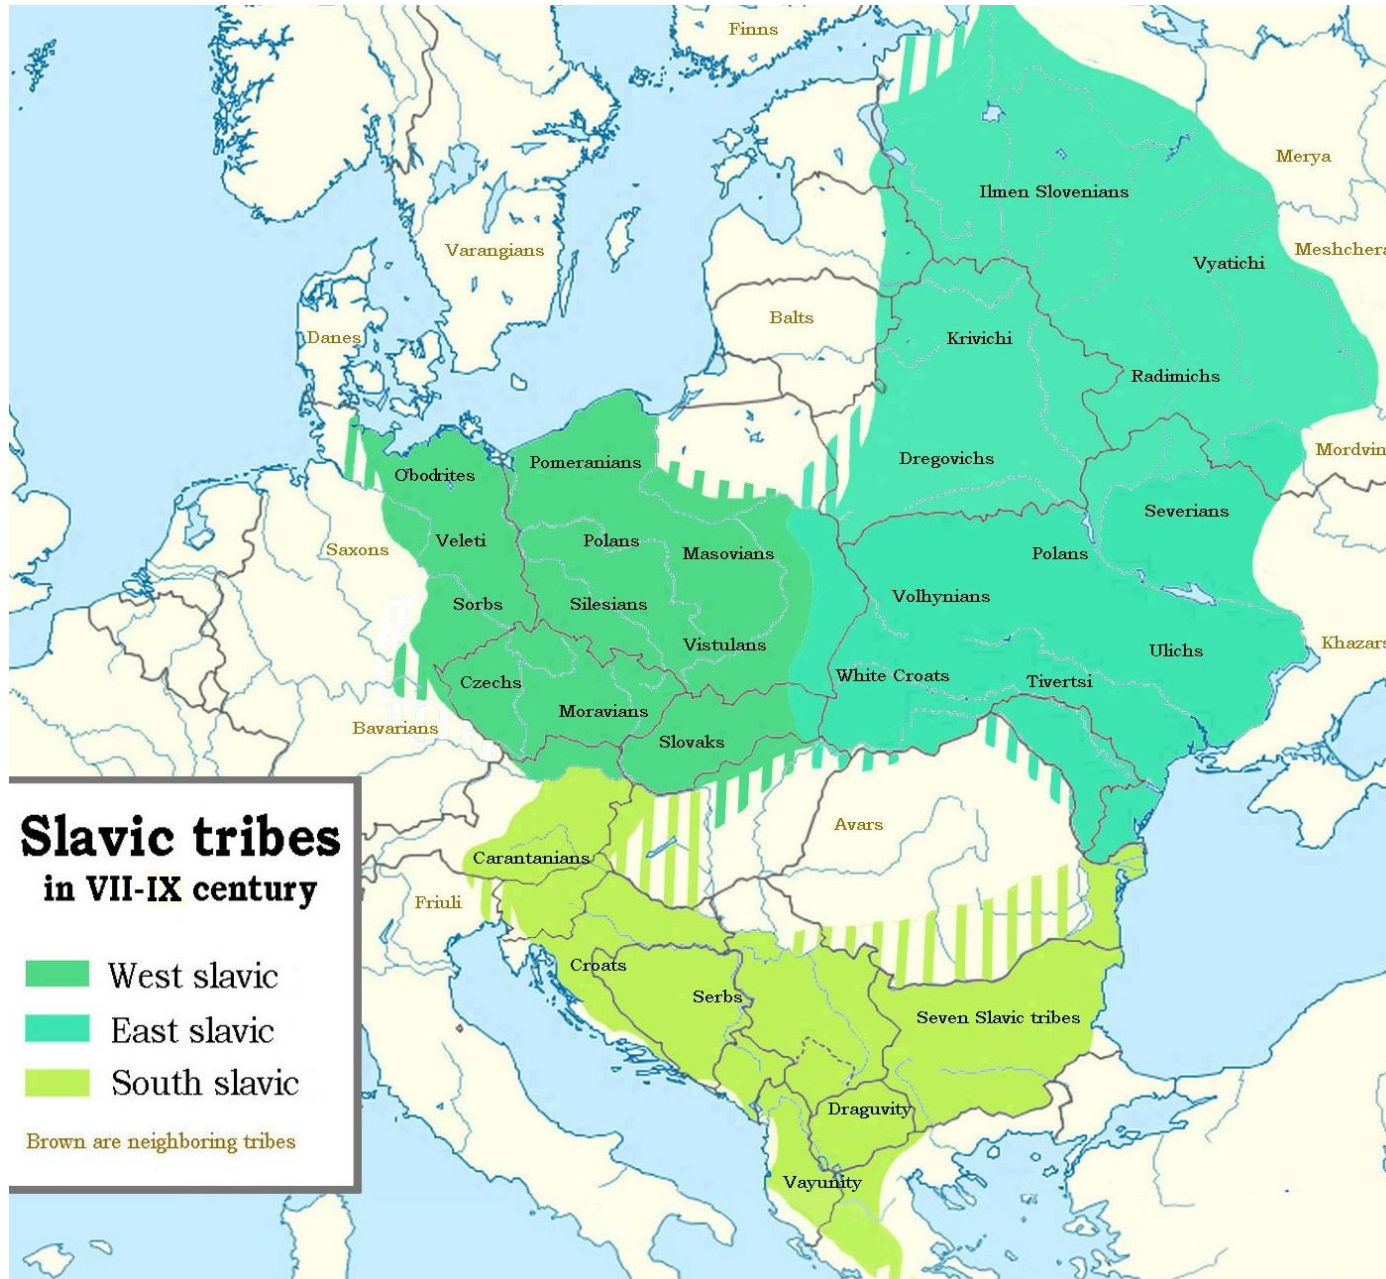 Finns
Merya
Ilmen Slovenians
Varangians
Meshchera
Vyatichi
Balts
Danes
Krivichi
Radimichs
Mordvin
Dregovichs
Pomeranians
Obodrites
Severians
Saxons
Veleti
Polans
Masovians
Polans
Volhynians
Sorbs
Silesians
Khazars
Vistulans
Ulichs
White Croats
Tivertsi
Czechs
Moravians
Bavarians
Slovaks
Avars
Carantanians
Friuli
Croats
Serbs
Seven Slavic tribes
Draguvity
Vayunity
Slavic tribes
in VII-IX century
West slavic
East slavic
South slavic
Brown are neighboring tribes